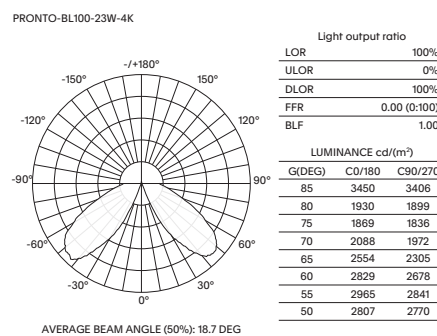 PRONTO-BL100-23W-4K
-/+180°
-150° 150°
-120° 120°
-90° 90°
-60° 60°
-30° 30°
0°
AVERAGE BEAM ANGLE (50%): 18.7 DEG
Light output ratio
LOR 100%
ULOR 0%
DLOR 100%
FFR 0.00 (0:100)
BLF 1.00
LUMINANCE cd/(m²)
G(DEG) C0/180 C90/270
85 3450 3406
80 1930 1899
75 1869 1836
70 2088 1972
65 2554 2305
60 2829 2678
55 2965 2841
50 2807 2770